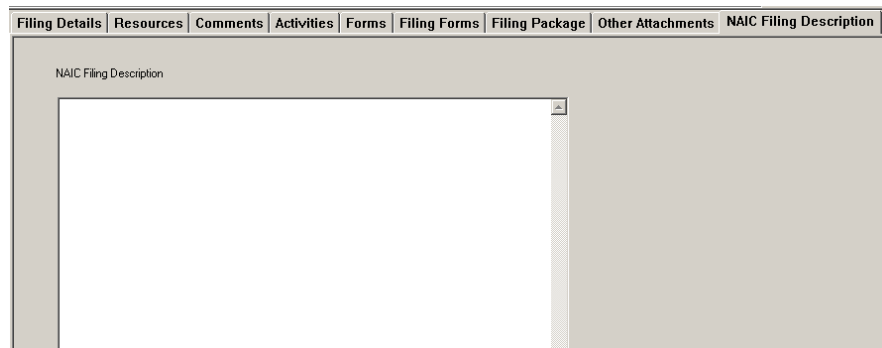 Filing Details Resources Comments Activities Forms Filing Forms Filing Package Other Attachments NAIC Filing Description
NAIC Filing Description